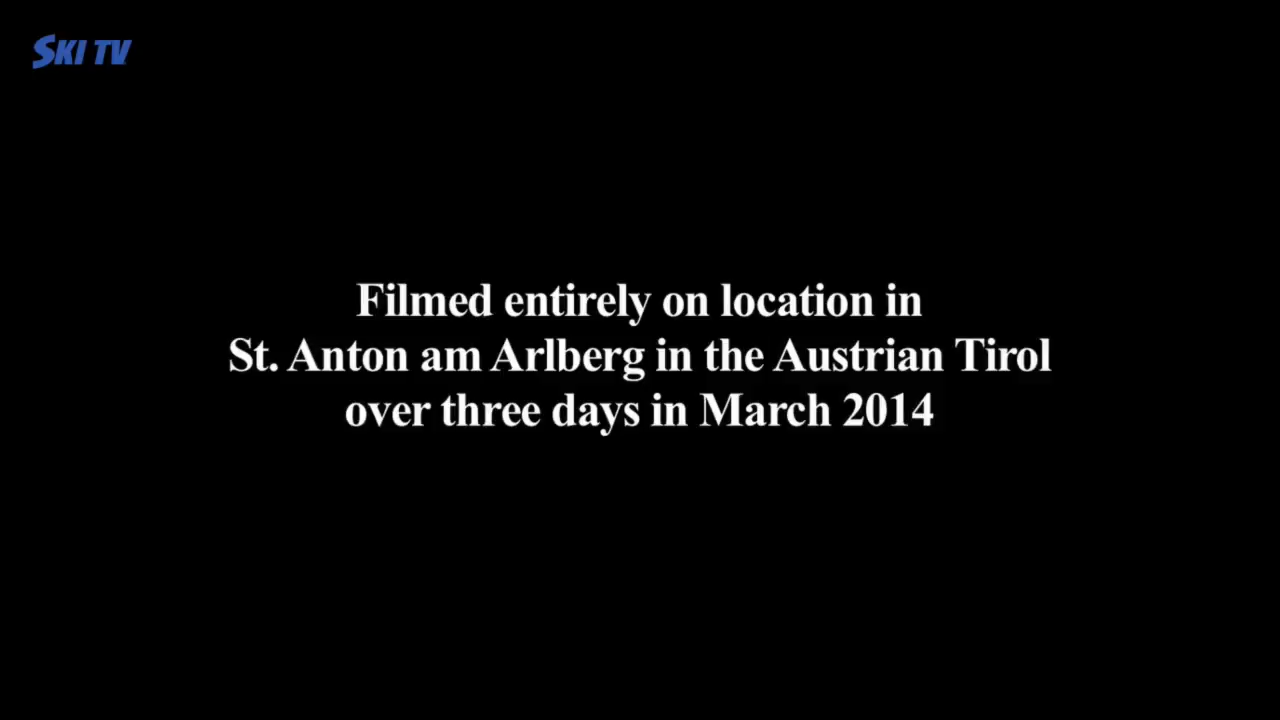 SKI TV
Filmed entirely on location in
St. Anton am Arlberg in the Austrian Tirol
over three days in March 2014